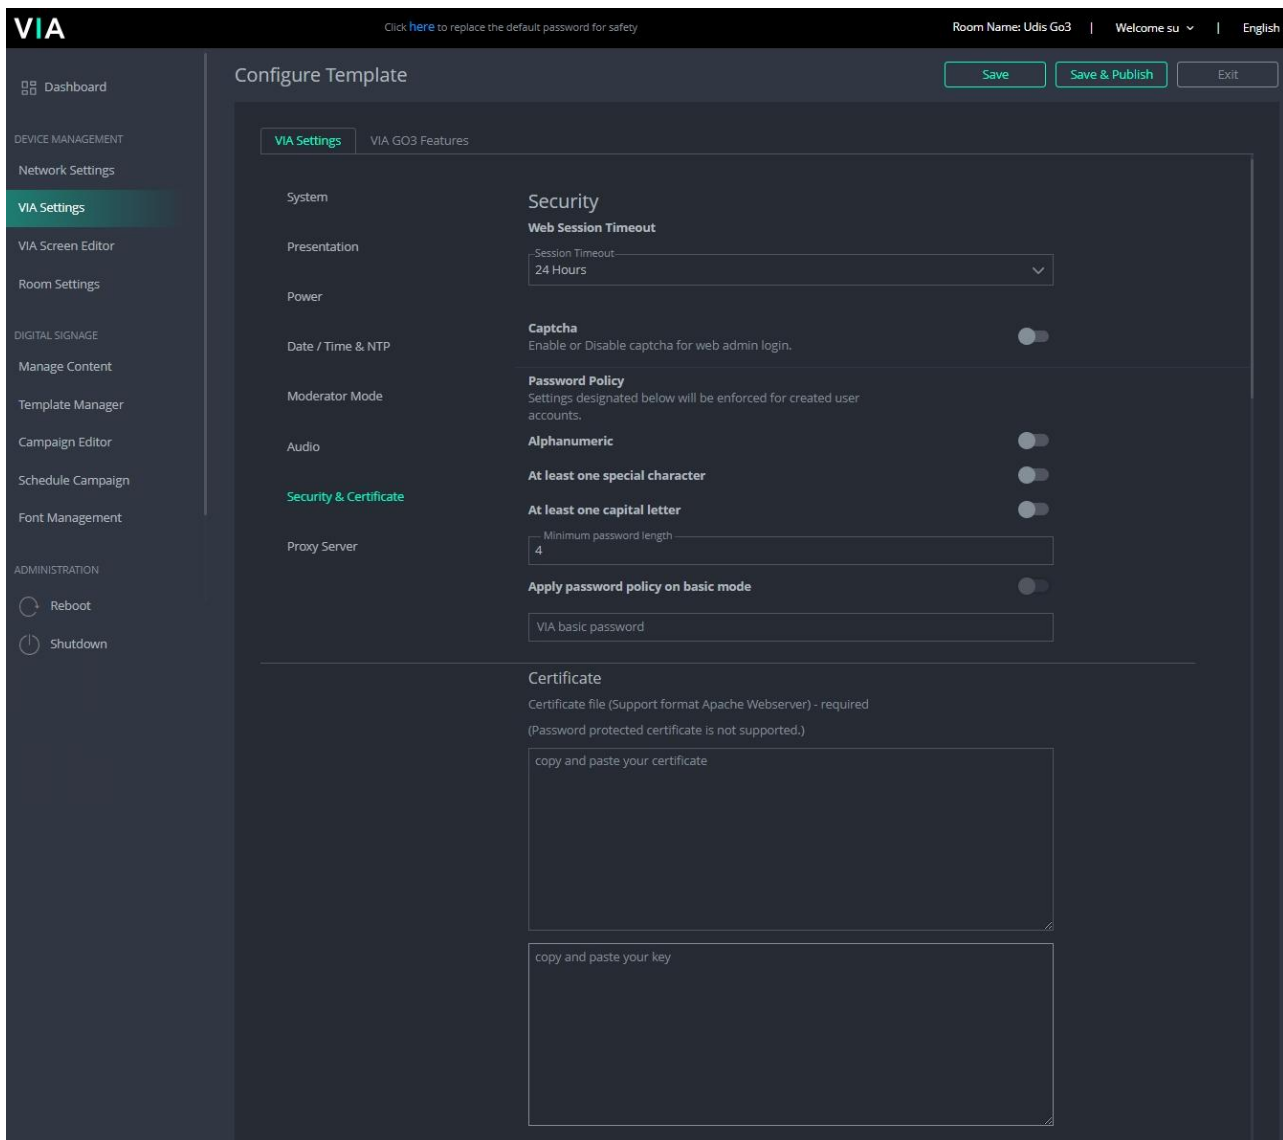 VIA
Click here to replace the default password for safety
Room Name: Udis Go3 | Welcome su | English
Dashboard
DEVICE MANAGEMENT
Network Settings
VIA Settings
VIA Screen Editor
Room Settings
DIGITAL SIGNAGE
Manage Content
Template Manager
Campaign Editor
Schedule Campaign
Font Management
ADMINISTRATION
Reboot
Shutdown
Configure Template
Save
Save & Publish
Exit
VIA Settings
VIA GO3 Features
System
Presentation
Power
Date / Time & NTP
Moderator Mode
Audio
Security & Certificate
Proxy Server
Security
Web Session Timeout
Session Timeout
24 Hours
Captcha
Enable or Disable captcha for web admin login.
Password Policy
Settings designated below will be enforced for created user
accounts.
Alphanumeric
At least one special character
At least one capital letter
Minimum password length
4
Apply password policy on basic mode
VIA basic password
Certificate
Certificate file (Support format Apache Webserver) - required
(Password protected certificate is not supported.)
copy and paste your certificate
copy and paste your key